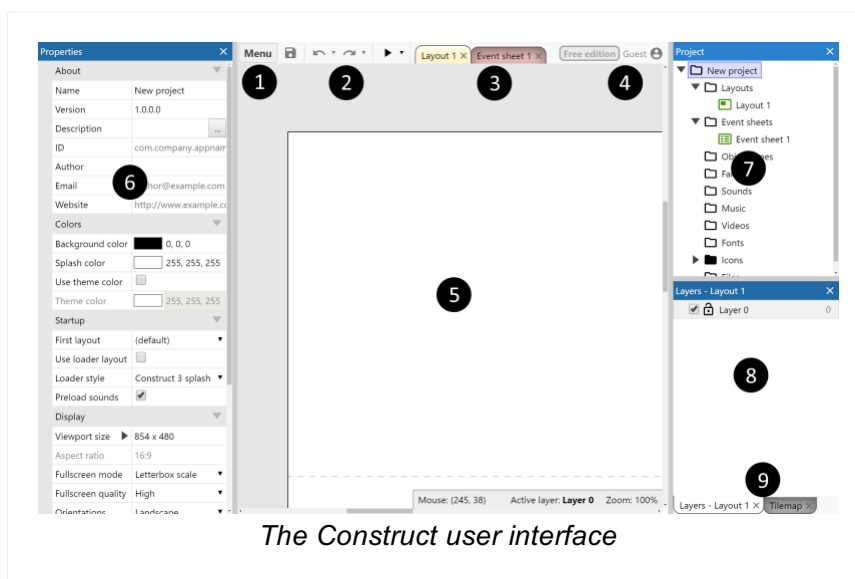 Properties
About
Name New project
Version 1.0.0.0
Description ...
ID com.company.appnam
Author
Email hor@example.com
Website http://www.example.co
Colors
Background color 0, 0, 0
Splash color 255, 255, 255
Use theme color
Theme color 255, 255, 255
Startup
First layout (default)
Use loader layout
Loader style Construct 3 splash
Preload sounds
Display
Viewport size 854 x 480
Aspect ratio 16:9
Fullscreen mode Letterbox scale
Fullscreen quality High
Orientations Landscape
6
Menu Layout 1 Event sheet 1 Free edition Guest
1 2 3 4
5
Mouse: (245, 38) Active layer: Layer 0 Zoom: 100%
Project
New project
Layouts
Layout 1
Event sheets
Event sheet 1
7
Sounds
Music
Videos
Fonts
Icons
Files
Layers - Layout 1
Layer 0 0
8
9
Layers - Layout 1 Tilemap
The Construct user interface